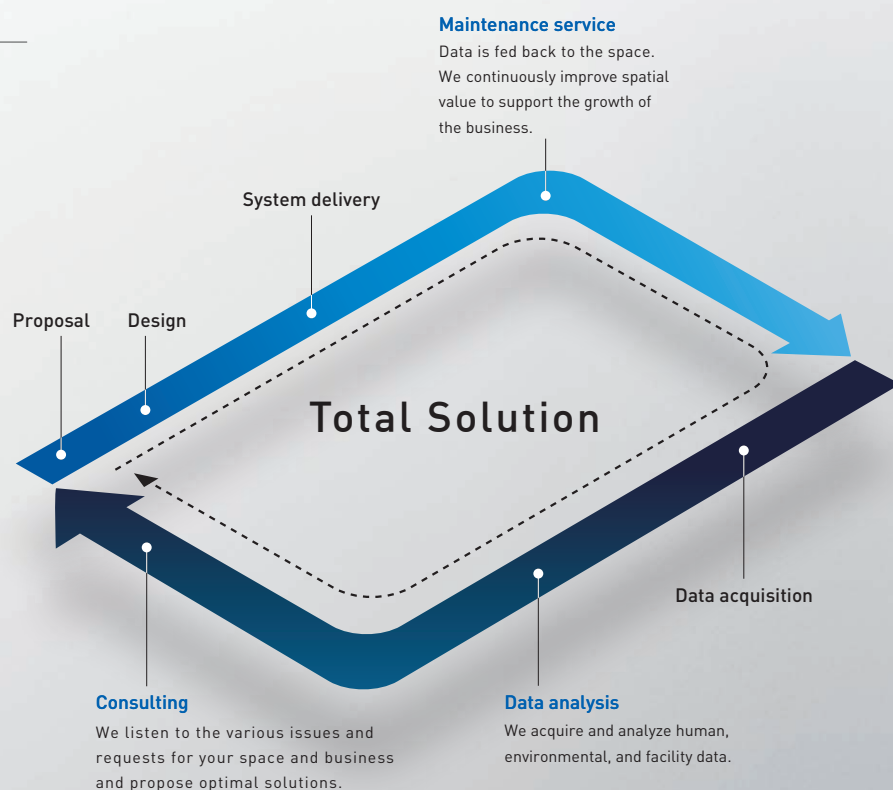 Maintenance service
Data is fed back to the space.
We continuously improve spatial
value to support the growth of
the business.
System delivery
Proposal
Design
Total Solution
Data acquisition
Consulting
We listen to the various issues and
requests for your space and business
and propose optimal solutions.
Data analysis
We acquire and analyze human,
environmental, and facility data.